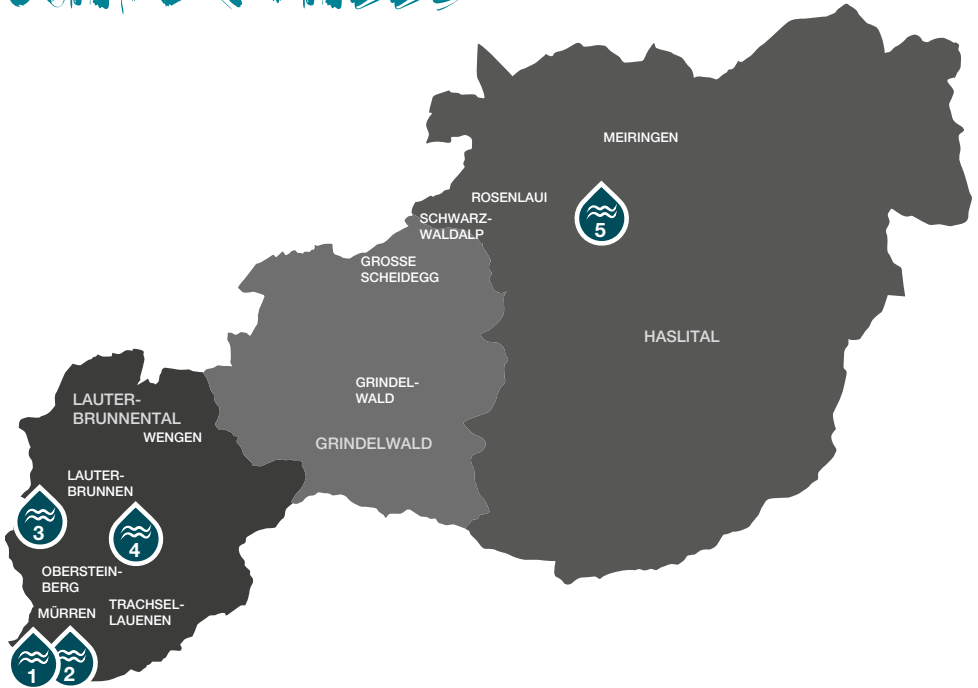 MEIRINGEN
ROSENLAUI
SCHWARZ-
WALDALP
5
GROSSE
SCHEIDEGG
HASLITAL
GRINDEL-
WALD
GRINDELWALD
LAUTER-
BRUNNENTAL
WENGEN
LAUTER-
BRUNNEN
3
4
OBERSTEIN-
BERG
TRACHSEL-
LAUENEN
MÜRREN
1
2